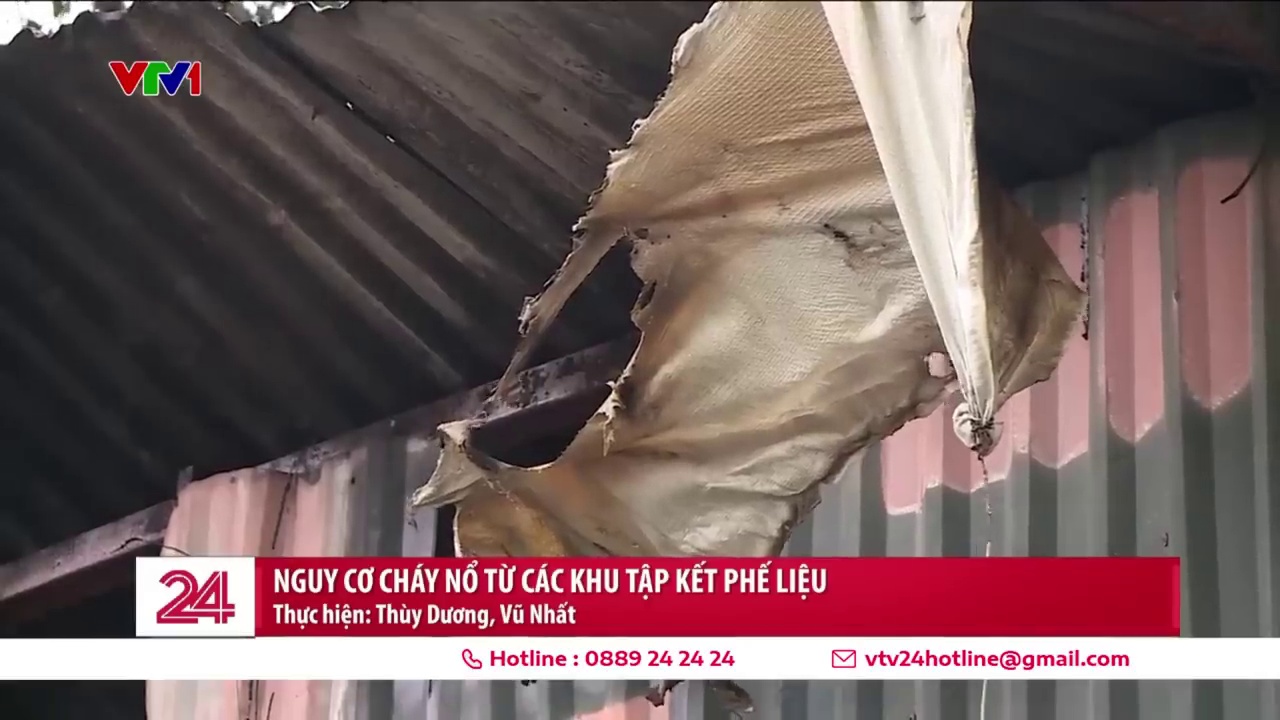 VTV1
24
NGUY CƠ CHÁY NỔ TỪ CÁC KHU TẬP KẾT PHẾ LIỆU
Thực hiện: Thùy Dương, Vũ Nhất
Hotline : 0889 24 24 24
vtv24hotline@gmail.com